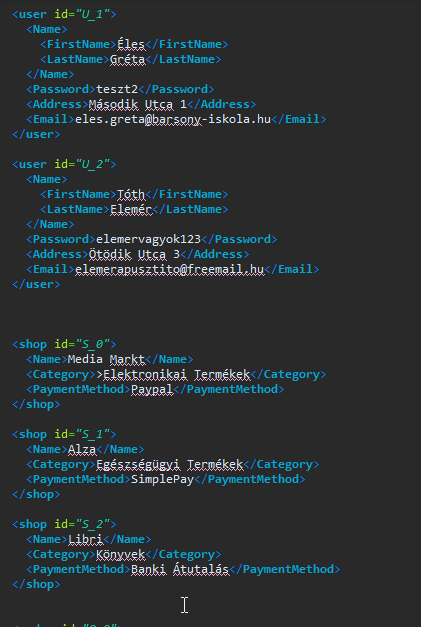 <user id="U_1">
<Name>
<FirstName>Éles</FirstName>
<LastName>Gréta</LastName>
</Name>
<Password>teszt2</Password>
<Address>Második Utca 1</Address>
<Email>eles.greta@barsony-iskola.hu</Email>
</user>
<user id="U_2">
<Name>
<FirstName>Tóth</FirstName>
<LastName>Elemér</LastName>
</Name>
<Password>elemervagyok123</Password>
<Address>Ötödik Utca 3</Address>
<Email>elemerapusztito@freemail.hu</Email>
</user>
<shop id="S_0">
<Name>Media Markt</Name>
<Category>>Elektronikai Termékek</Category>
<PaymentMethod>Paypal</PaymentMethod>
</shop>
<shop id="S_1">
<Name>Alza</Name>
<Category>Egészségügyi Termékek</Category>
<PaymentMethod>SimplePay</PaymentMethod>
</shop>
<shop id="S_2">
<Name>Libri</Name>
<Category>Könyvek</Category>
<PaymentMethod>Banki Átutalás</PaymentMethod>
</shop>